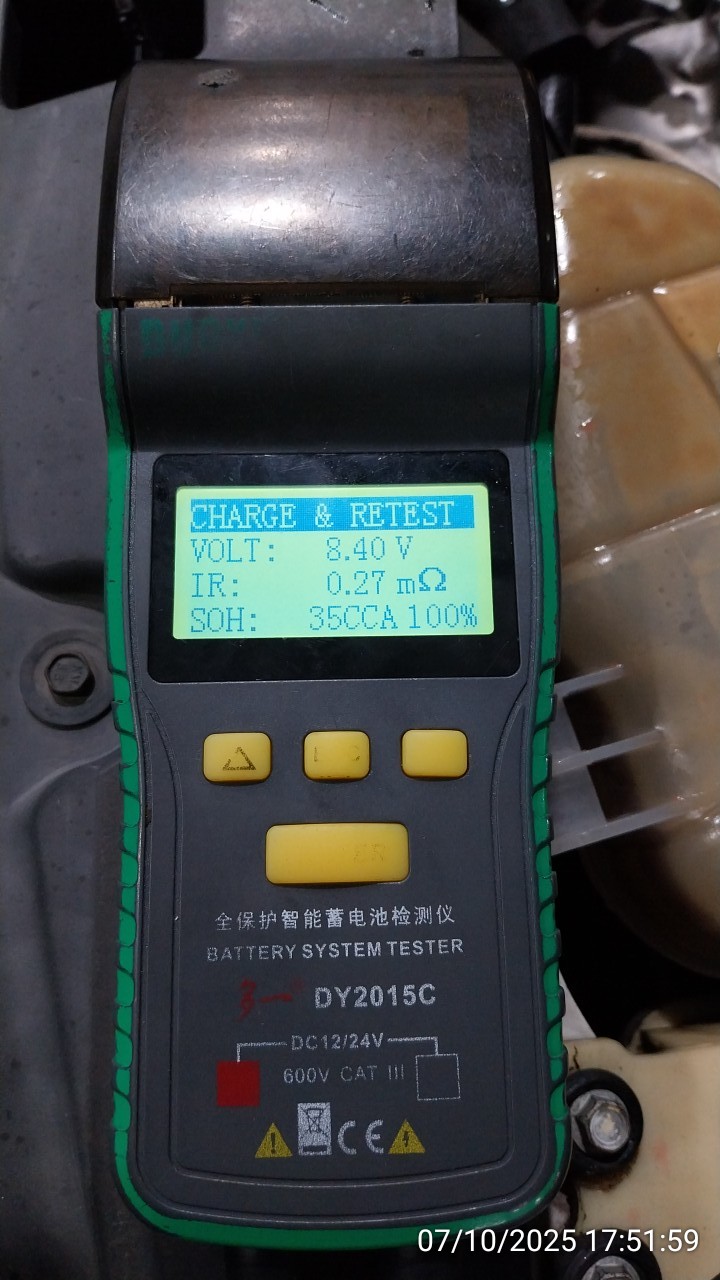 CHARGE & RETEST
VOLT: 8.40 V
IR: 0.27 mΩ
SOH: 35CCA 100%
全保护智能蓄电池检测仪
BATTERY SYSTEM TESTER
DY2015C
DC12/24V
600V CAT III
CE
07/10/2025 17:51:59